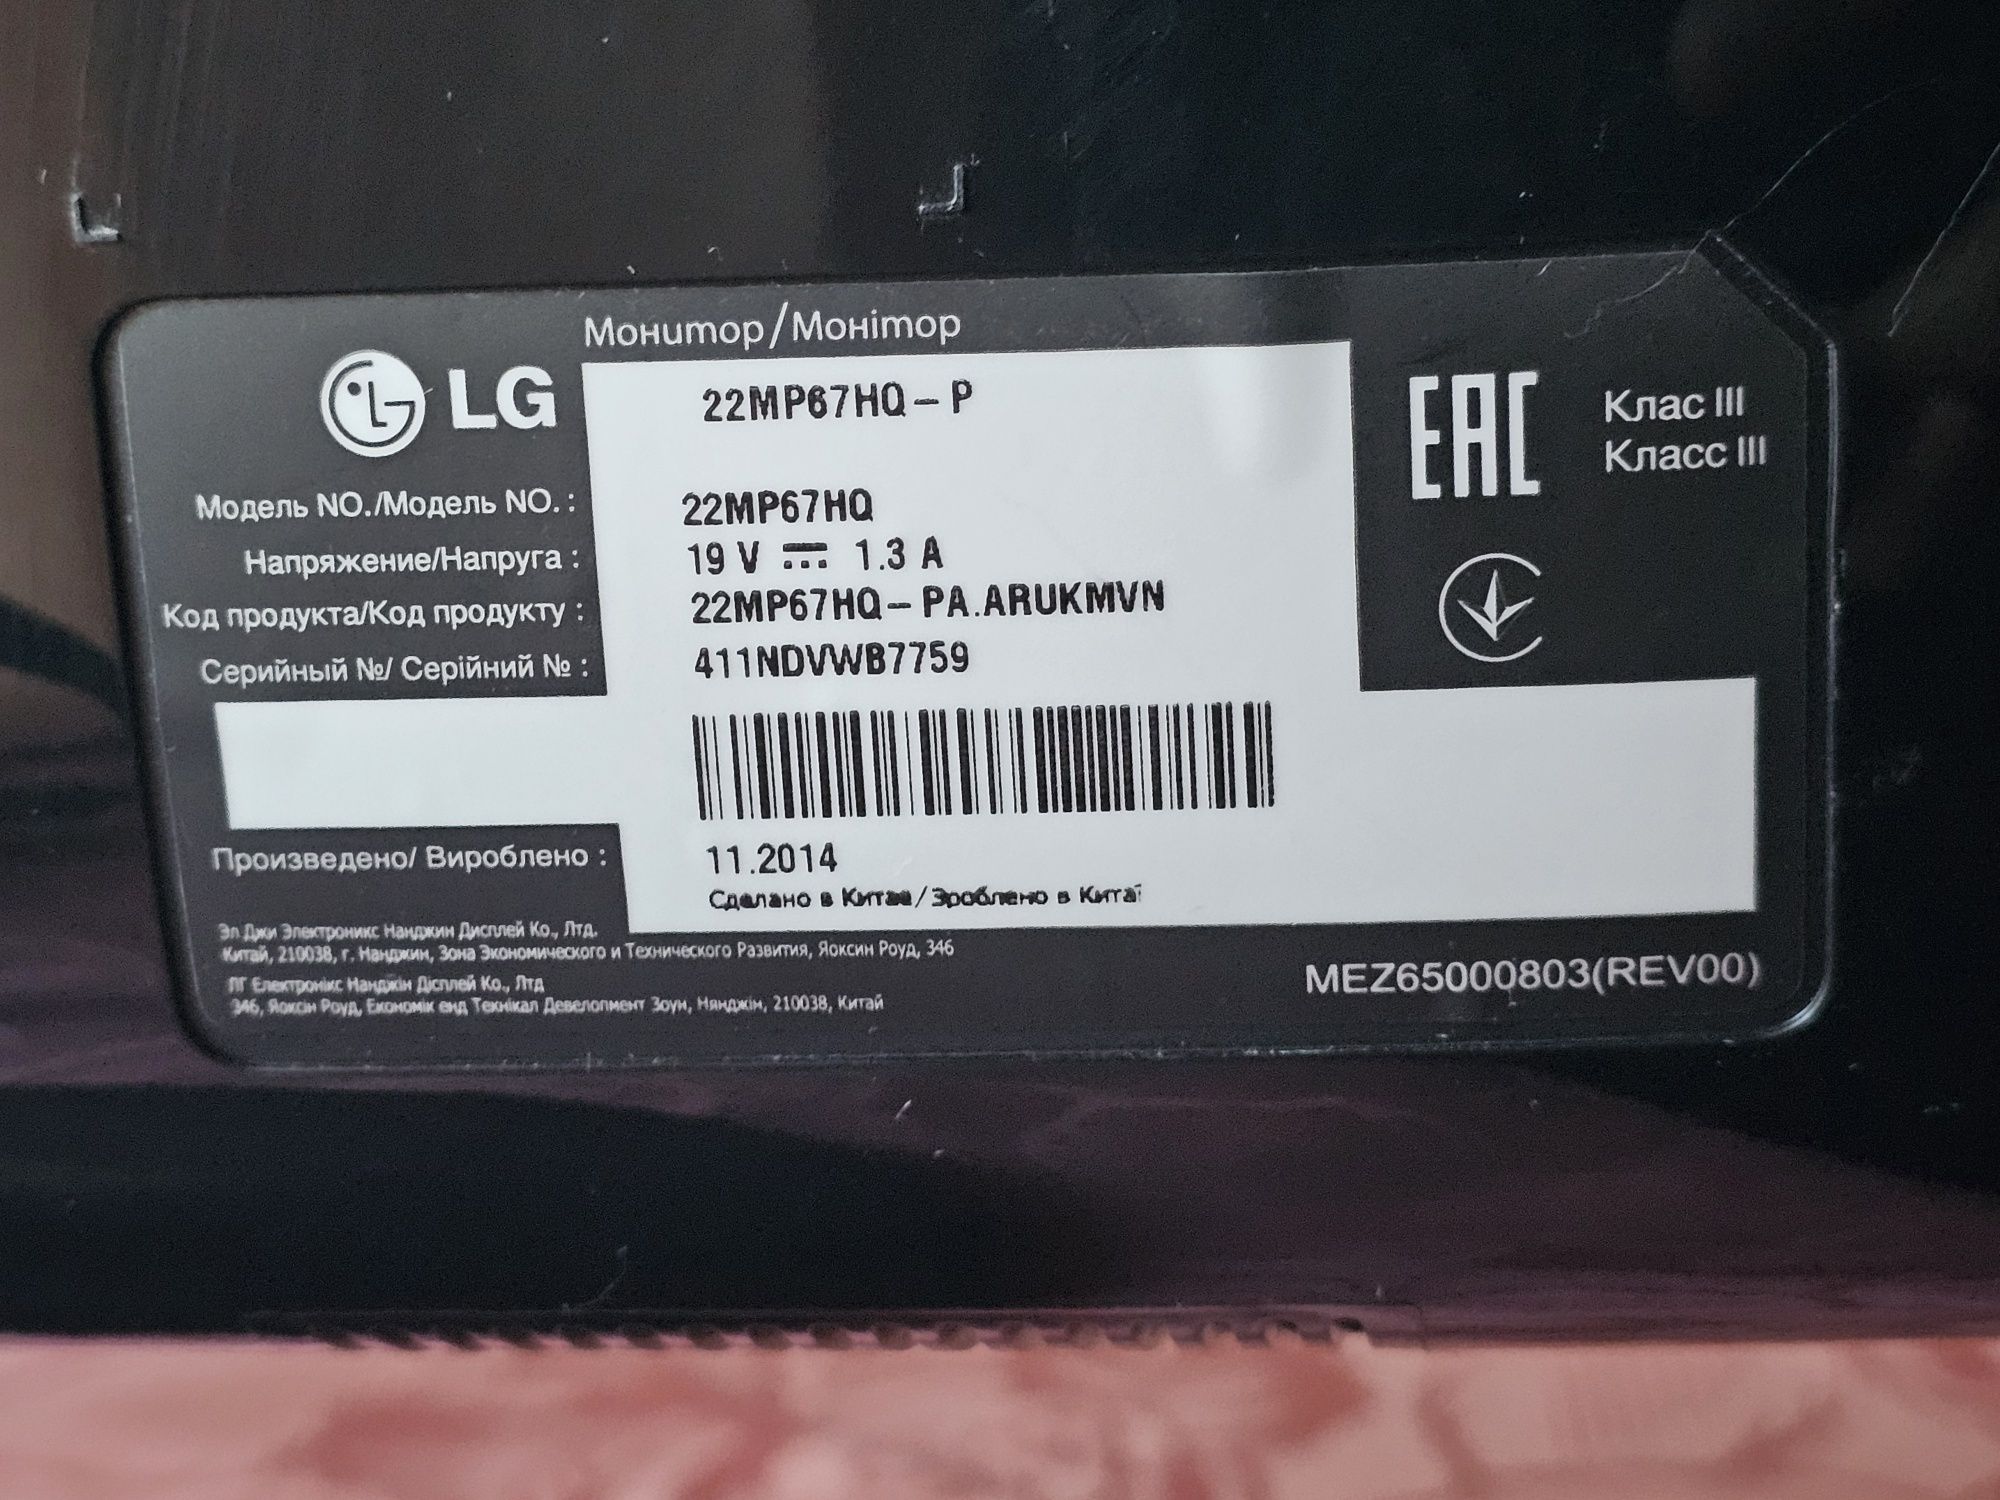 Монитор/Монітор
LG
22MP67HQ-P
EAC
Клас III
Класс III
Модель NO./Модель NO. : 22MP67HQ
Напряжение/Напруга : 19 V ⎓ 1.3 A
Код продукта/Код продукту : 22MP67HQ-PA.ARUKMVN
Серийный №/ Серійний № : 411NDVWB7759
Произведено/ Вироблено : 11.2014
Сделано в Китае/Зроблено в Китаї
Эл Джи Электроникс Нанджин Дисплей Ко., Лтд.
Китай, 210038, г. Нанджин, Зона Экономического и Технического Развития, Яоксин Роуд, 346
ЛГ Електронікс Нанджін Дісплей Ко., Лтд
346, Яоксін Роуд, Економік енд Текнікал Девелопмент Зоун, Нянджін, 210038, Китай
MEZ65000803(REV00)